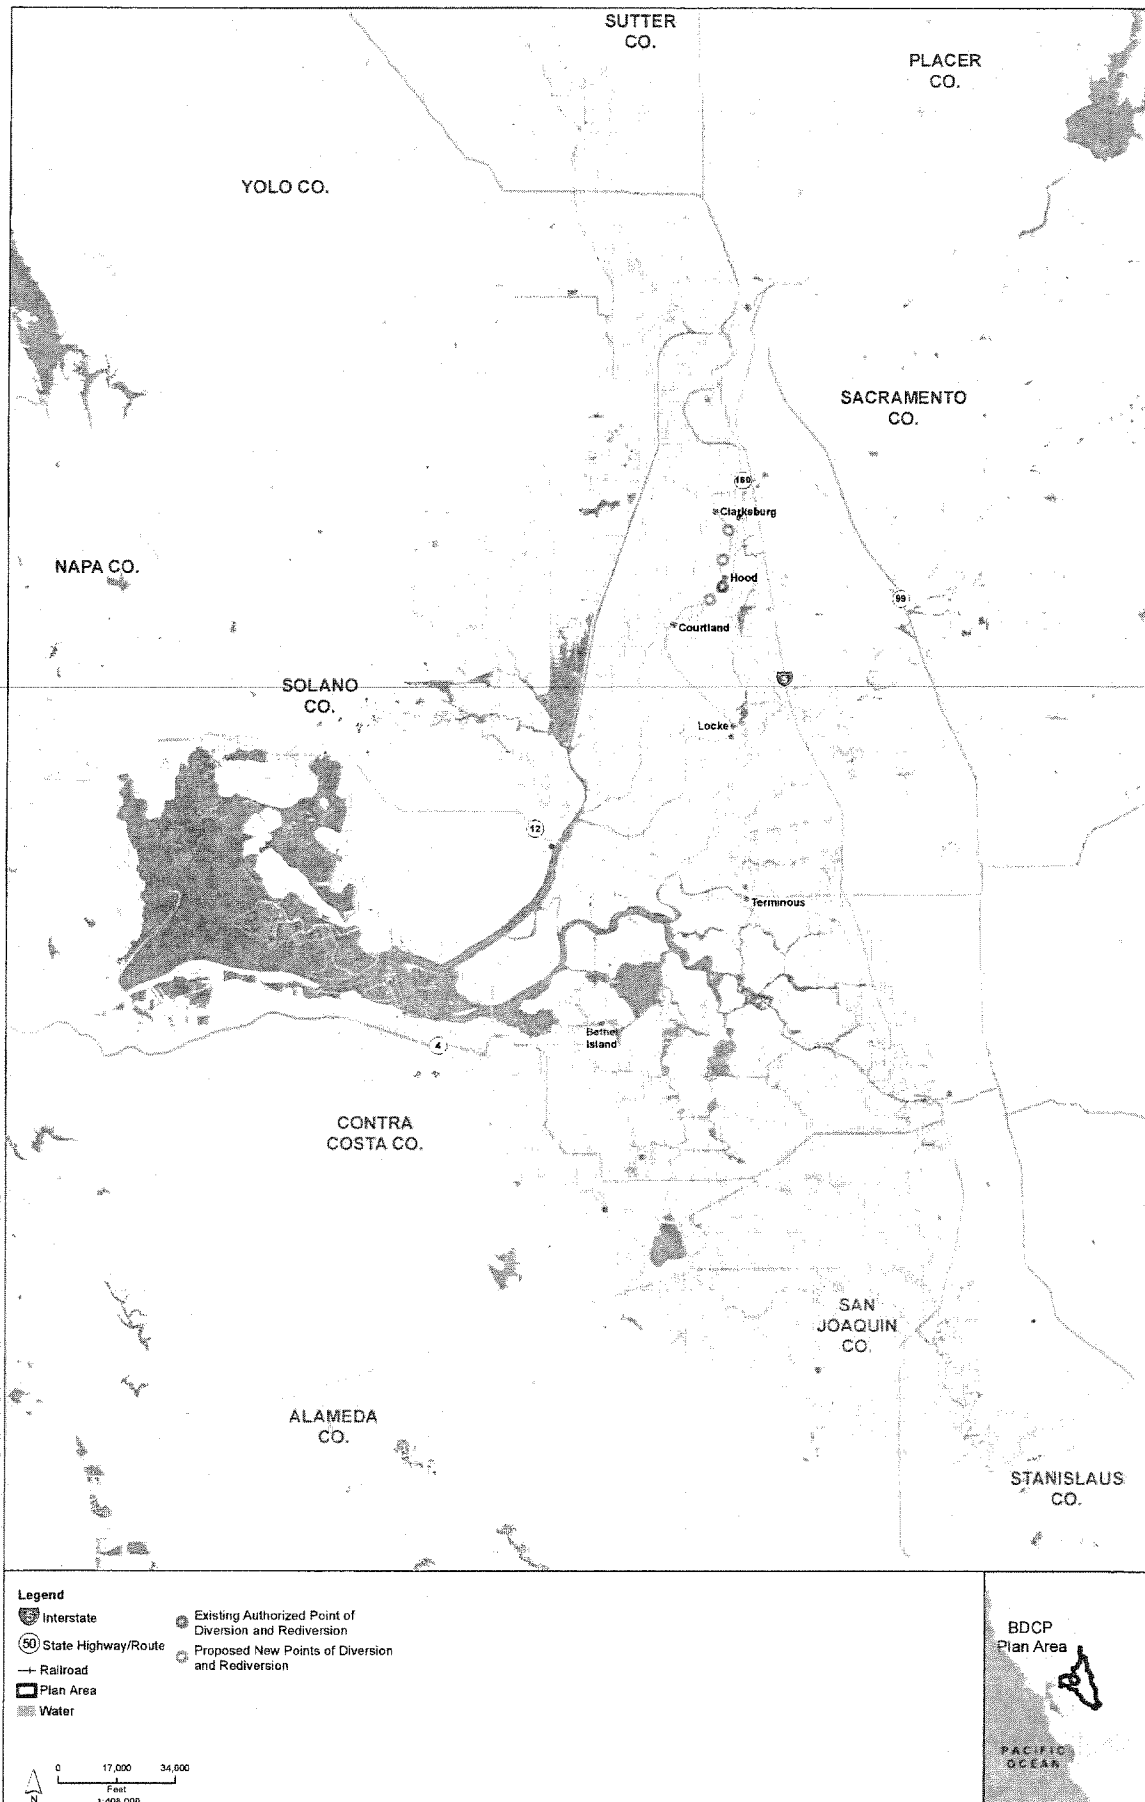 SUTTER
CO.
PLACER
CO.
YOLO CO.
SACRAMENTO
CO.
160
Clarksburg
NAPA CO.
Hood
99
Courtland
5
SOLANO
CO.
Locke
12
Terminous
Bethel
Island
4
CONTRA
COSTA CO.
SAN
JOAQUIN
CO.
ALAMEDA
CO.
STANISLAUS
CO.
Legend
5 Interstate
50 State Highway/Route
Railroad
Plan Area
Water
Existing Authorized Point of
Diversion and Rediversion
Proposed New Points of Diversion
and Rediversion
0 17,000 34,000
Feet
N
BDCP
Plan Area
PACIFIC
OCEAN